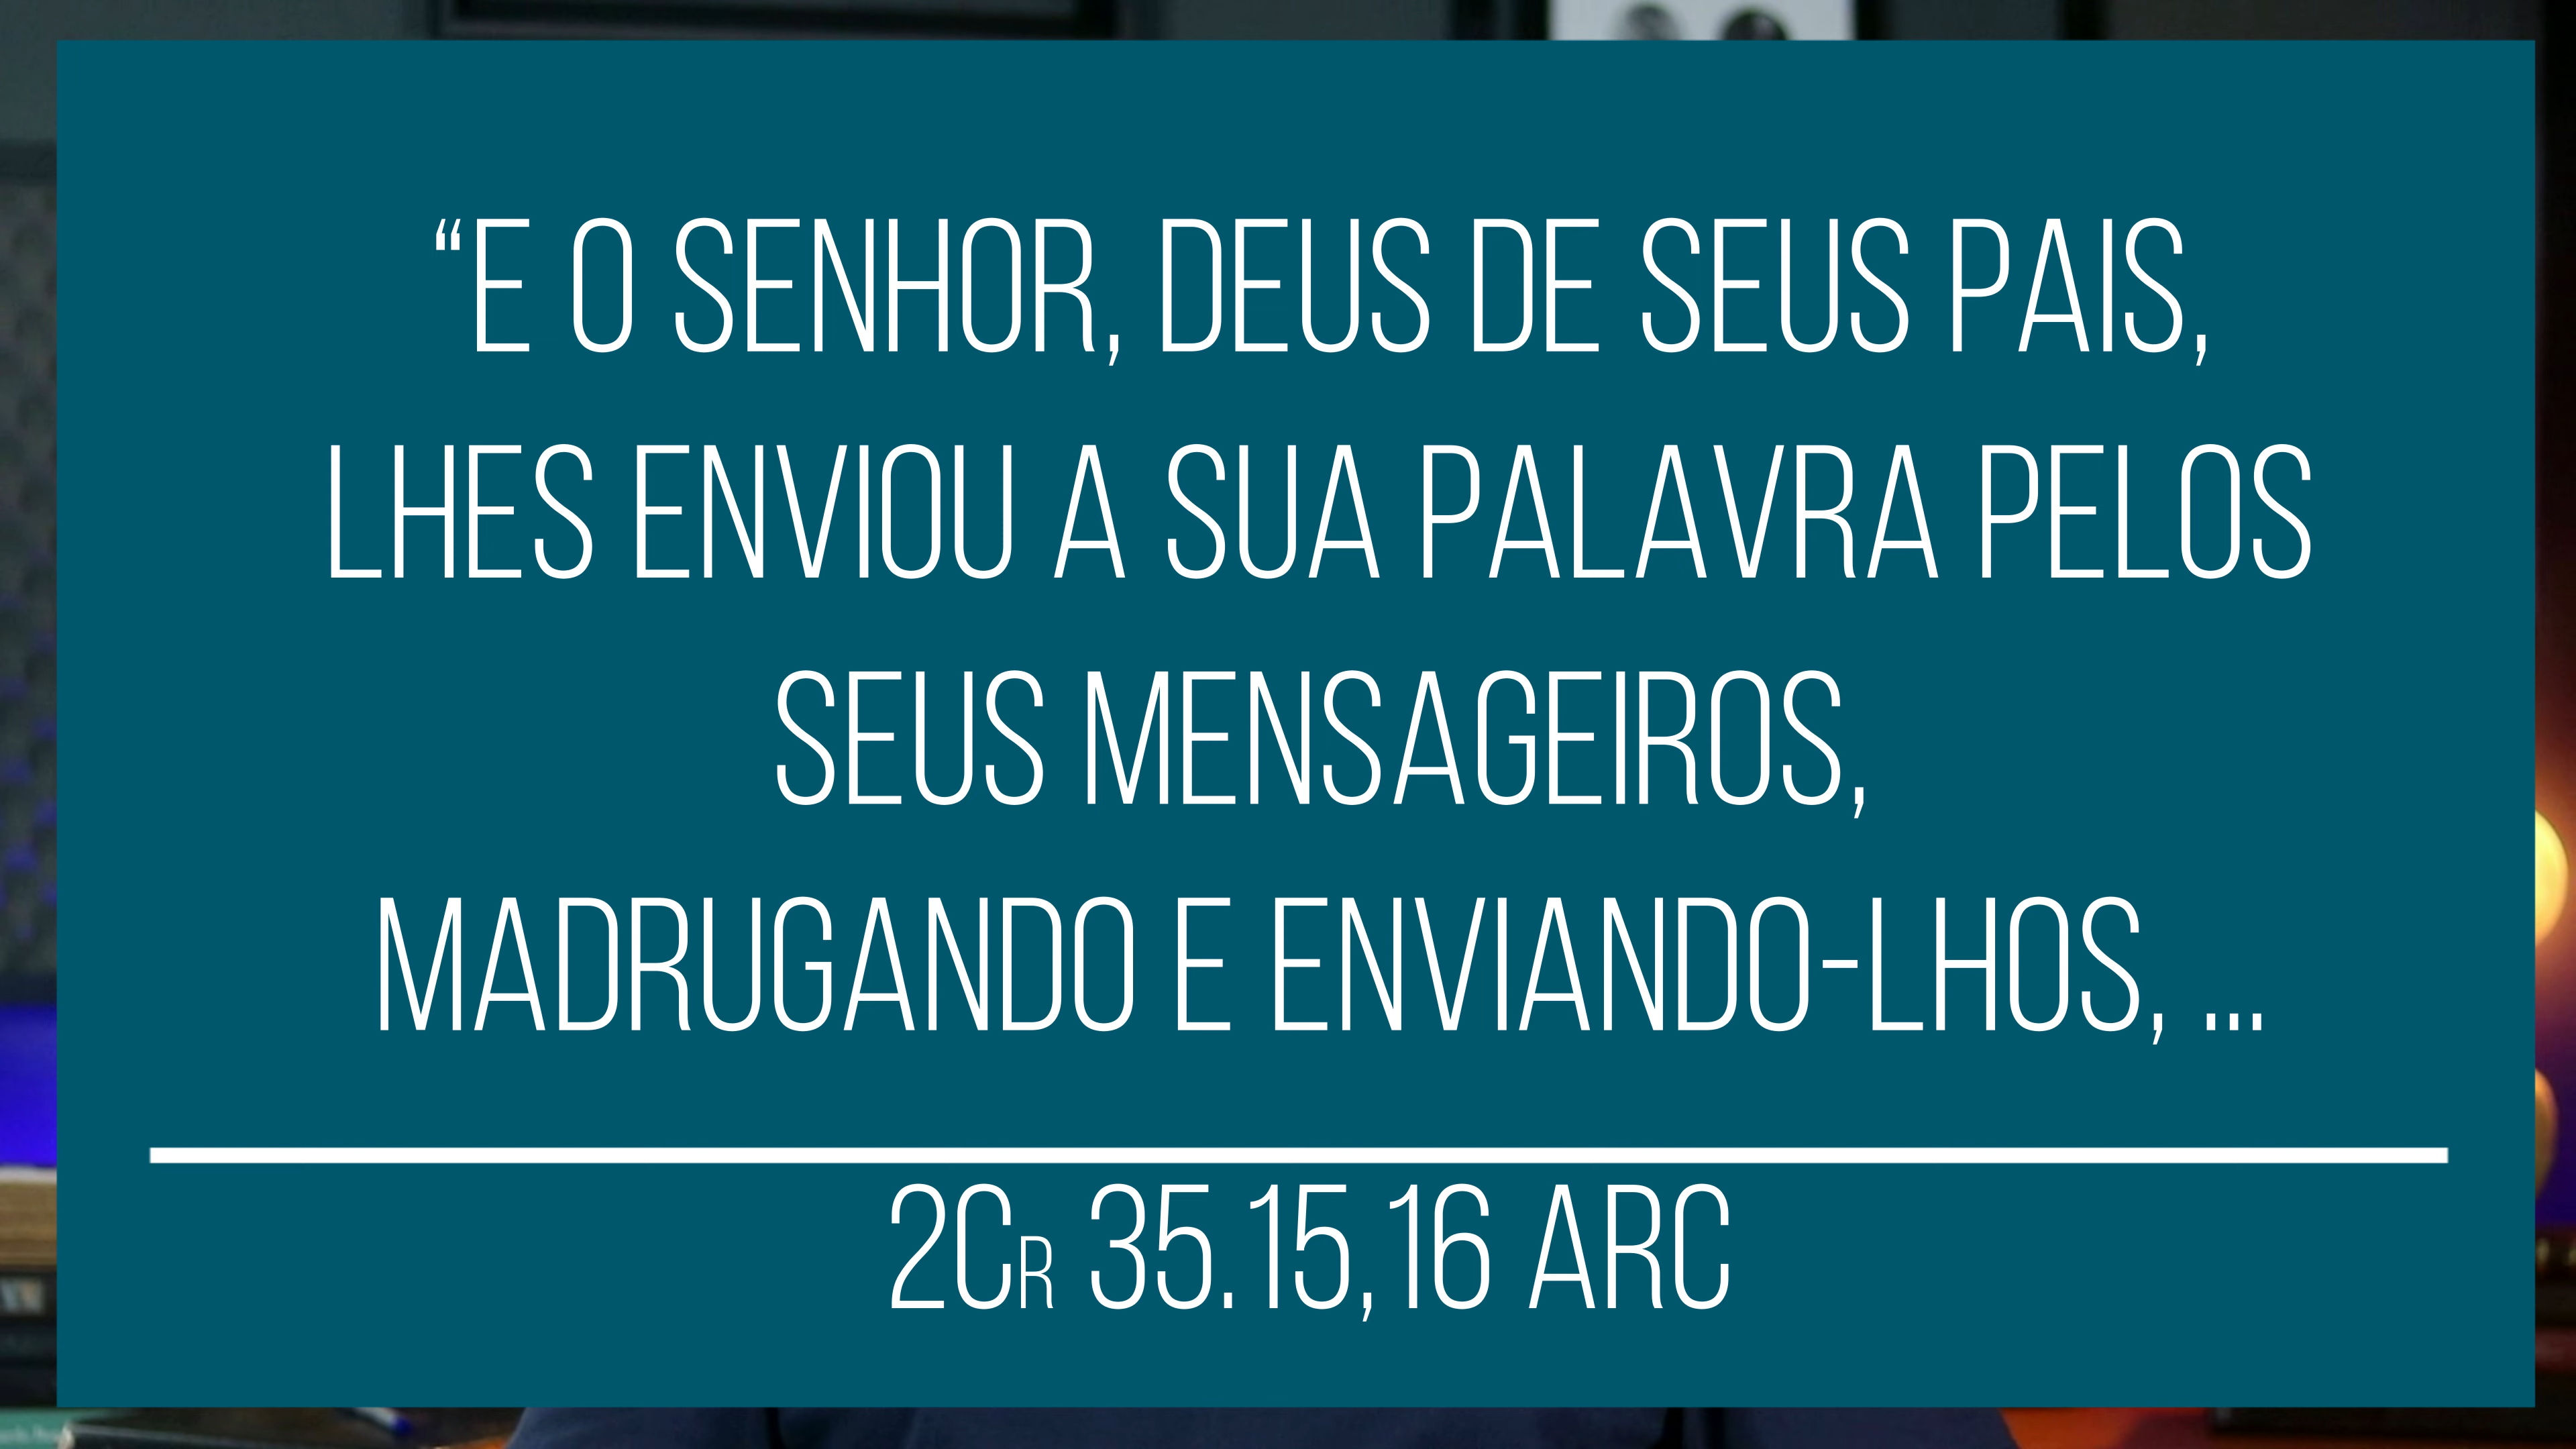 “E O SENHOR, DEUS DE SEUS PAIS,
LHES ENVIOU A SUA PALAVRA PELOS
SEUS MENSAGEIROS,
MADRUGANDO E ENVIANDO-LHOS, ...
2CR 35.15,16 ARC